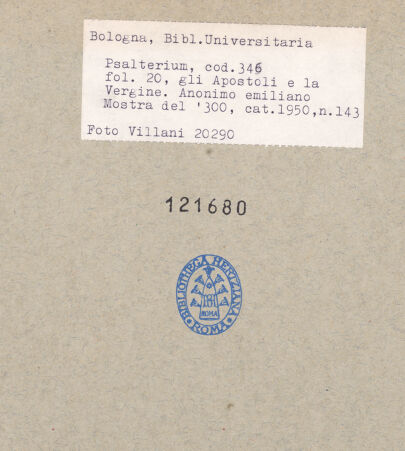 Bologna, Bibl.Universitaria
Psalterium, cod.346
fol. 20, gli Apostoli e la
Vergine. Anonimo emiliano
Mostra del '300, cat.1950,n.143
Foto Villani 20290
121680
BIBLIOTHECA HERTZIANA
ROMA
ROMA